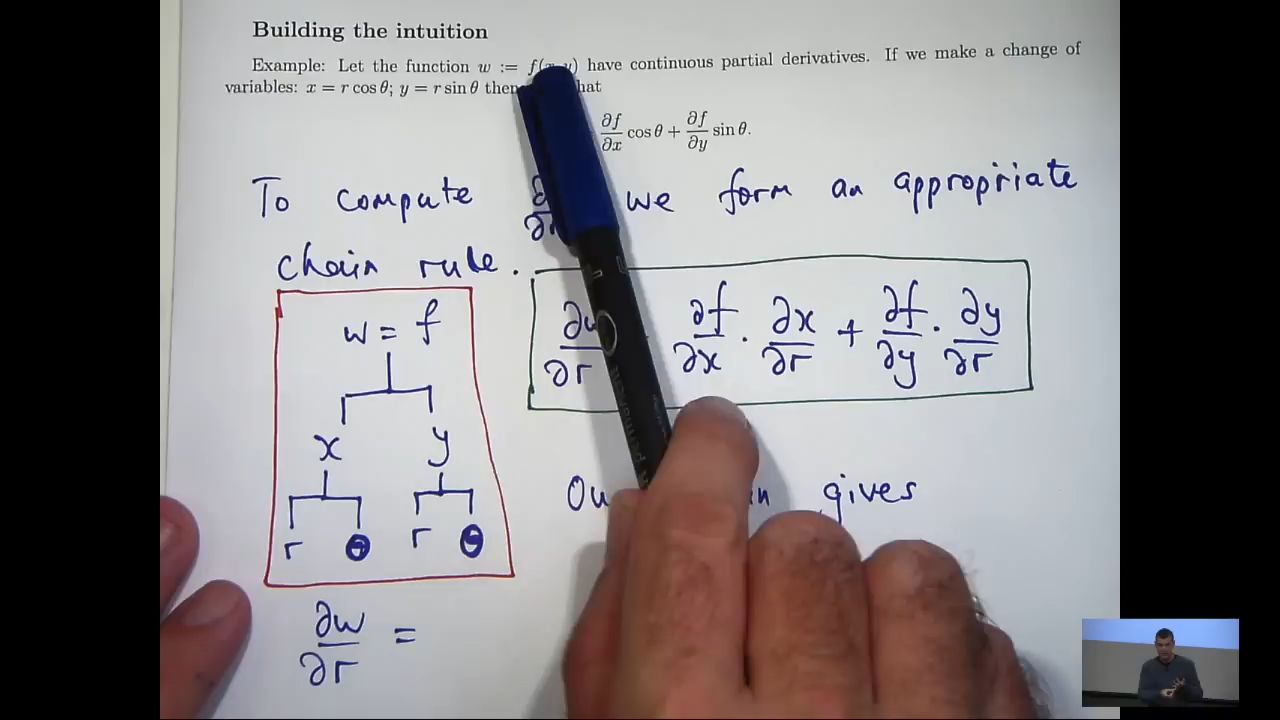 Building the intuition
Example: Let the function w := f(x, y) have continuous partial derivatives. If we make a change of
variables: x = r cos θ; y = r sin θ then that
∂f/∂x cos θ + ∂f/∂y sin θ.
To compute we form an appropriate
chain rule.
w = f
x y
r θ r θ
∂w/∂r ∂f/∂x · ∂x/∂r + ∂f/∂y · ∂y/∂r
gives
∂w/∂r =